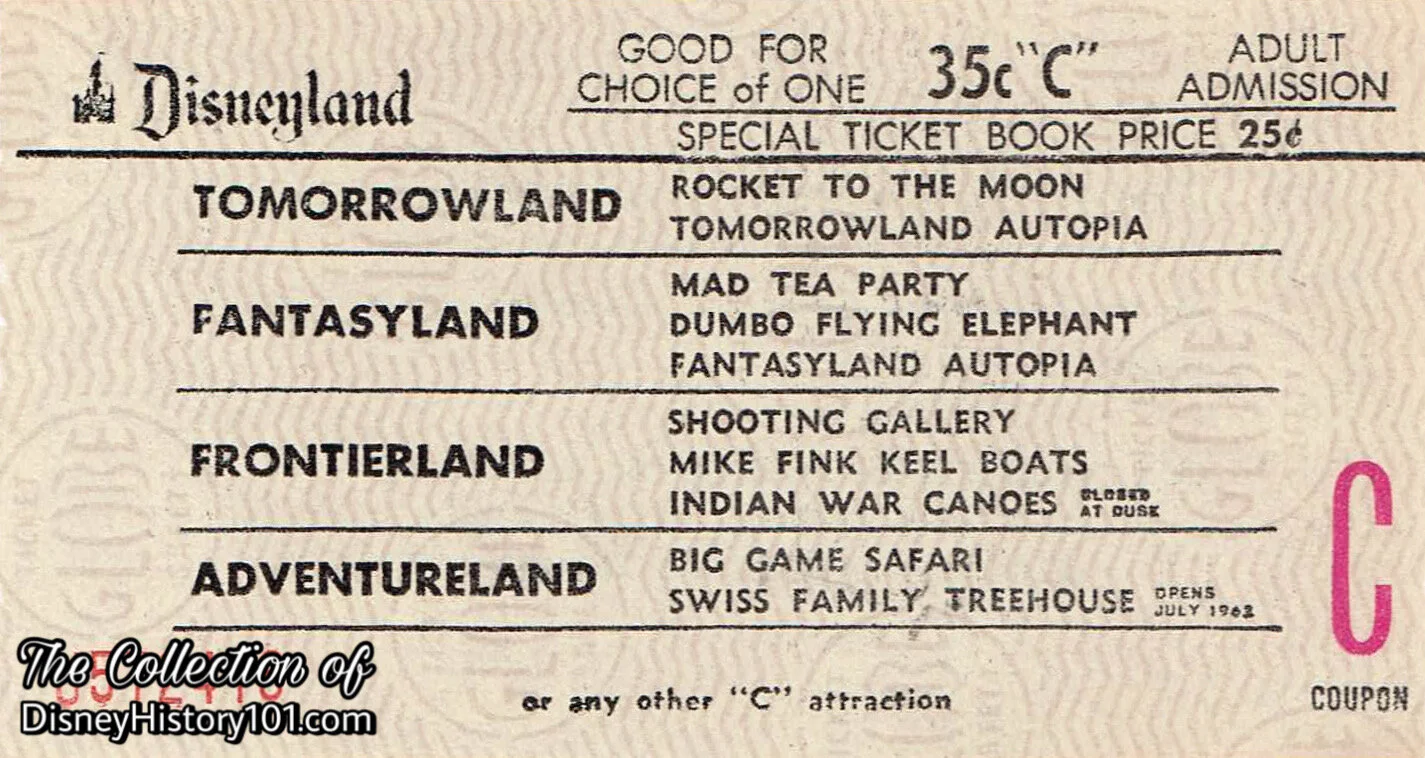 Disneyland
GOOD FOR
CHOICE of ONE
35c "C"
ADULT
ADMISSION
SPECIAL TICKET BOOK PRICE 25¢
TOMORROWLAND
ROCKET TO THE MOON
TOMORROWLAND AUTOPIA
FANTASYLAND
MAD TEA PARTY
DUMBO FLYING ELEPHANT
FANTASYLAND AUTOPIA
FRONTIERLAND
SHOOTING GALLERY
MIKE FINK KEEL BOATS
INDIAN WAR CANOES CLOSED
AT DUSK
ADVENTURELAND
BIG GAME SAFARI
SWISS FAMILY TREEHOUSE OPENS
JULY 1962
C
COUPON
or any other "C" attraction
The Collection of
DisneyHistory101.com
GLOBE
GLOBE